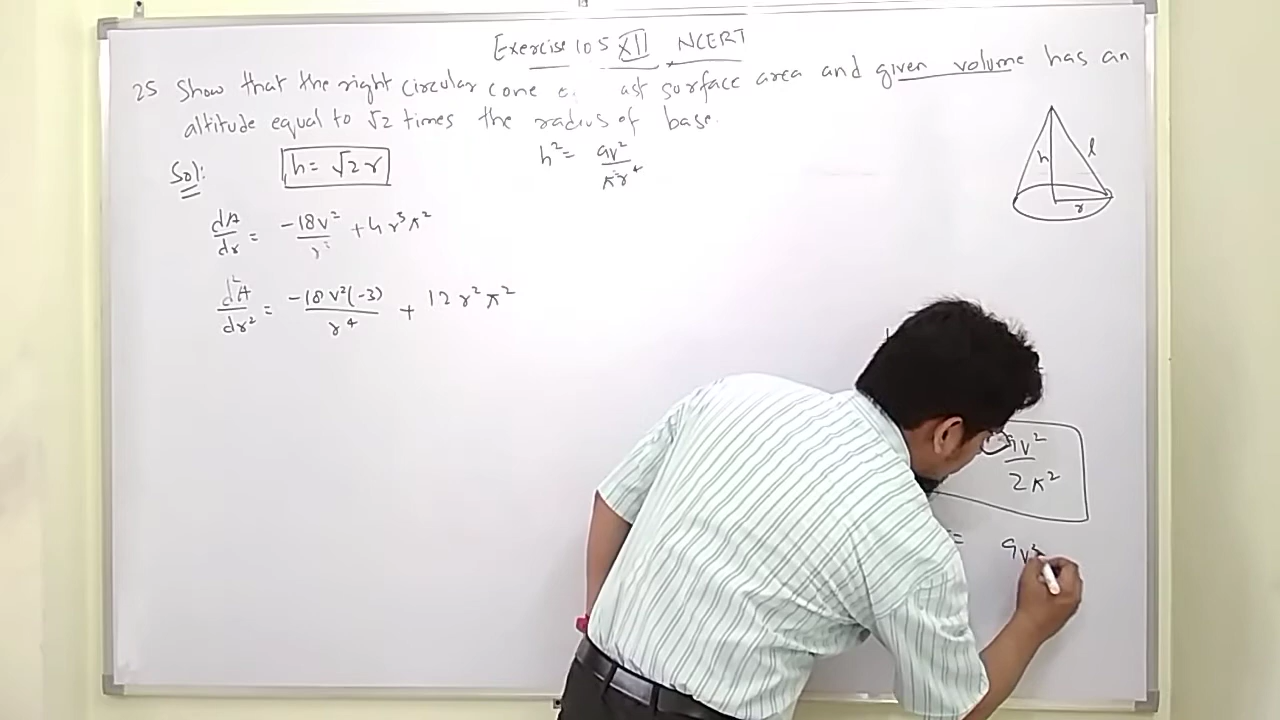 Exercise 10 5 XII NCERT
25 Show that the right circular cone surface area and given volume has an
altitude equal to √2 times the radius of base.
Sol:
h = √2 r
h² = 9v²/π²r⁴
h l
r
dA/dr = -18v²/r³ + 4r³π²
d²A/dr² = -18v²(-3)/r⁴ + 12r²π²
9v²/2π²
= 9v²